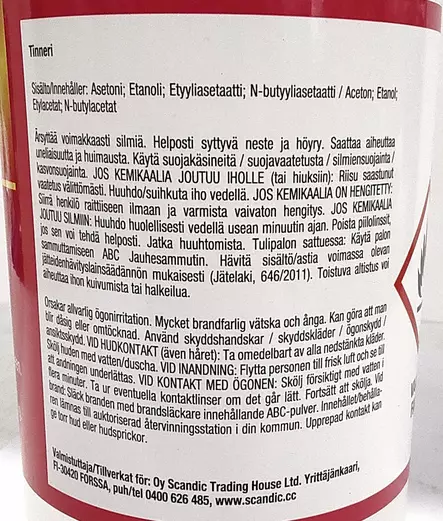 Tinneri
Sisältö/Innehåller: Asetoni; Etanoli; Etyyliasetaatti; N-butyyliasetaatti / Aceton; Etanol;
Etylacetat; N-butylacetat
Ärsyttää voimakkaasti silmiä. Helposti syttyvä neste ja höyry. Saattaa aiheuttaa
uneliaisuutta ja huimausta. Käytä suojakäsineitä / suojavaatetusta / silmiensuojainta /
kasvonsuojainta. JOS KEMIKAALIA JOUTUU IHOLLE (tai hiuksiin): Riisu saastunut
vaatetus välittömästi. Huuhdo/suihkuta iho vedellä. JOS KEMIKAALIA ON HENGITETTY:
Siirrä henkilö raittiiseen ilmaan ja varmista vaivaton hengitys. JOS KEMIKAALIA
JOUTUU SILMIIN: Huuhdo huolellisesti vedellä usean minuutin ajan. Poista piilolinssit,
jos sen voi tehdä helposti. Jatka huuhtomista. Tulipalon sattuessa: Käytä palon
sammuttamiseen ABC Jauhesammutin. Hävitä sisältö/astia voimassa olevan
jätteidenhävityslainsäädännön mukaisesti (Jätelaki, 646/2011). Toistuva altistus voi
aiheuttaa ihon kuivumista tai halkeilua.
Orsakar allvarlig ögonirritation. Mycket brandfarlig vätska och ånga. Kan göra att man
blir dåsig eller omtöcknad. Använd skyddshandskar / skyddskläder / ögonskydd /
ansiktsskydd. VID HUDKONTAKT (även håret): Ta omedelbart av alla nedstänkta kläder.
Skölj huden med vatten/duscha. VID INANDNING: Flytta personen till frisk luft och se till
att andningen underlättas. VID KONTAKT MED ÖGONEN: Skölj försiktigt med vatten i
flera minuter. Ta ur eventuella kontaktlinser om det går lätt. Fortsätt att skölja. Vid
brand: Släck branden med brandsläckare innehållande ABC-pulver. Innehållet/behålla-
ren lämnas till auktoriserad återvinningsstation i din kommun. Upprepad kontakt kan
ge torr hud eller hudsprickor.
Valmistuttaja/Tillverkat för: Oy Scandic Trading House Ltd. Yrittäjänkari,
FI-30420 FORSSA, puh/tel 0400 626 485, www.scandic.cc